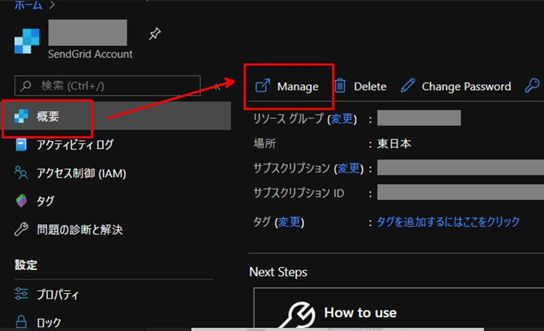 ホーム >
SendGrid Account
検索 (Ctrl+/)
«
Manage
Delete
Change Password
概要
アクティビティ ログ
アクセス制御 (IAM)
タグ
問題の診断と解決
設定
プロパティ
ロック
リソース グループ (変更) :
場所 : 東日本
サブスクリプション (変更) :
サブスクリプション ID :
タグ (変更) : タグを追加するにはここをクリック
Next Steps
How to use